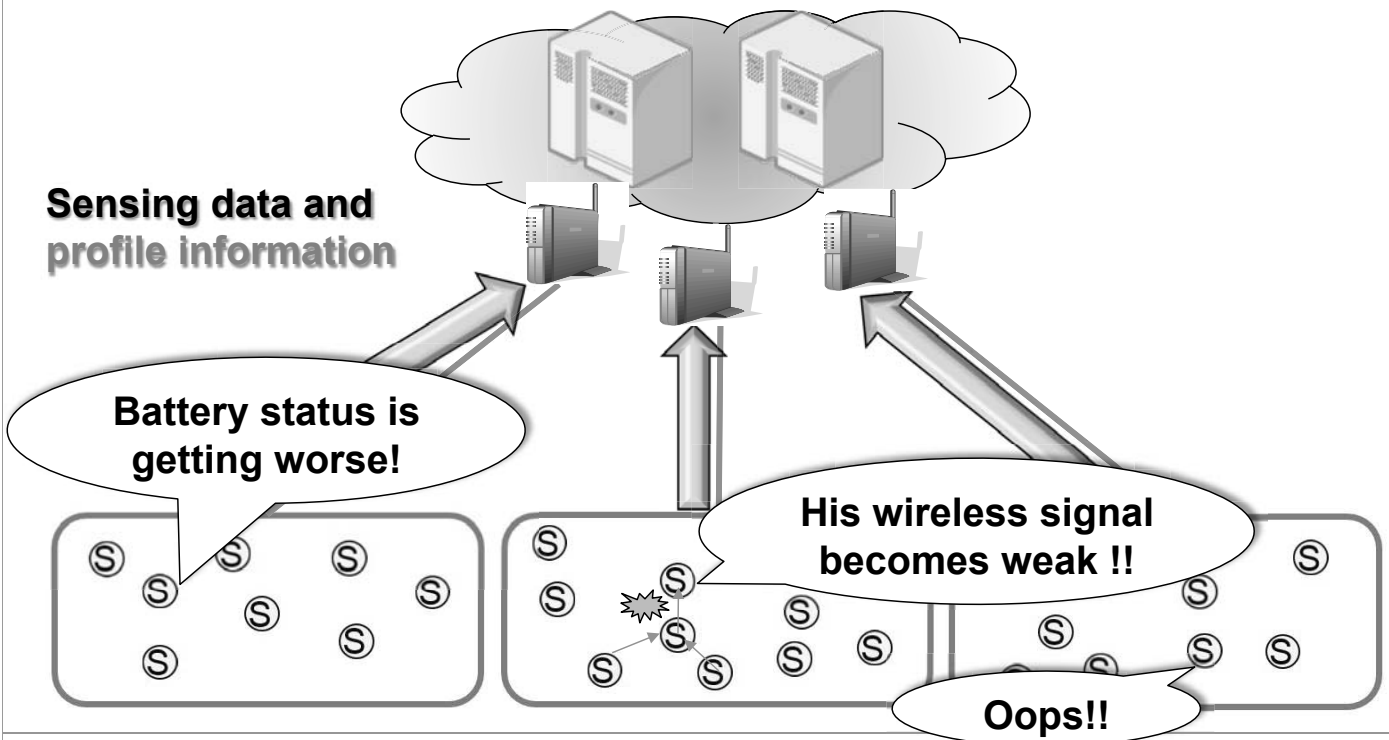 Sensing data and
profile information
Battery status is
getting worse!
His wireless signal
becomes weak !!
S S S
S S
S
S
S
S
S
S S
S
S S
S S
S
S
S
S S
Oops!!